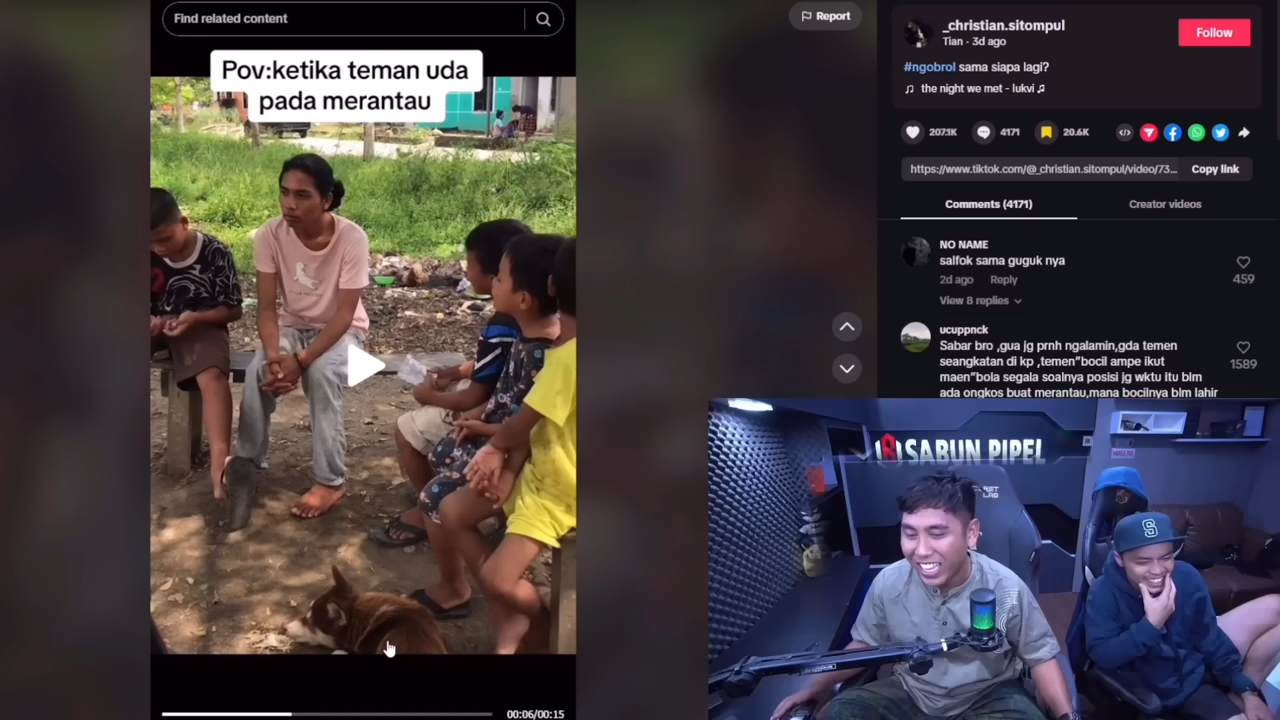 Find related content
Report
Pov:ketika teman uda
pada merantau
00:06/00:15
_christian.sitompul
Tian · 3d ago
Follow
#ngobrol sama siapa lagi?
♫ the night we met - lukvi ♫
207.1K
4171
20.6K
https://www.tiktok.com/@_christian.sitompul/video/73...
Copy link
Comments (4171)
Creator videos
NO NAME
salfok sama guguk nya
2d ago
Reply
459
View 8 replies
ucuppnck
Sabar bro ,gua jg prnh ngalamin,gda temen
seangkatan di kp ,temen"bocil ampe ikut
maen"bola segala soalnya posisi jg wktu itu blm
ada ongkos buat merantau,mana bocilnya blm lahir
1589
SABUN PIPEL
S